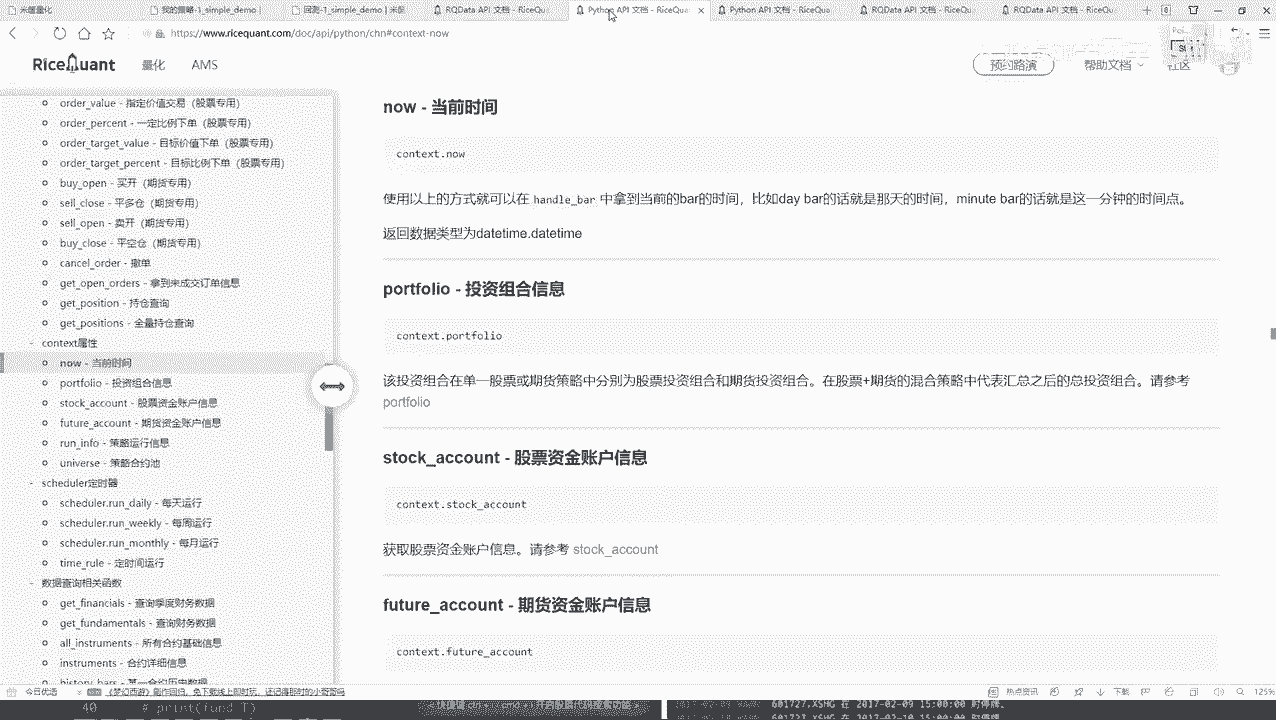 米筐量化
我的策略-1_simple_demo |
回测-1_simple_demo | 米筐
RQData API 文档 - RiceQu
Python API 文档 - RiceQuan
Python API 文档 - RiceQua
RQData API 文档 - RiceQu
RQData API 文档 - RiceQu
https://www.ricequant.com/doc/api/python/chn#context-now
RiceQuant
量化
AMS
预约路演
帮助文档
社区
order_value - 指定价值交易（股票专用）
order_percent - 一定比例下单（股票专用）
order_target_value - 目标价值下单（股票专用）
order_target_percent - 目标比例下单（股票专用）
buy_open - 买开（期货专用）
sell_close - 平多仓（期货专用）
sell_open - 卖开（期货专用）
buy_close - 平空仓（期货专用）
cancel_order - 撤单
get_open_orders - 拿到未成交订单信息
get_position - 持仓查询
get_positions - 全量持仓查询
context属性
now - 当前时间
portfolio - 投资组合信息
stock_account - 股票资金账户信息
future_account - 期货资金账户信息
run_info - 策略运行信息
universe - 策略合约池
scheduler定时器
scheduler.run_daily - 每天运行
scheduler.run_weekly - 每周运行
scheduler.run_monthly - 每月运行
time_rule - 定时间运行
数据查询相关函数
get_financials - 查询季度财务数据
get_fundamentals - 查询财务数据
all_instruments - 所有合约基础信息
instruments - 合约详细信息
history_bars - 某一合约历史数据
now - 当前时间
context.now
使用以上的方式就可以在 handle_bar 中拿到当前的bar的时间，比如day bar的话就是那天的时间，minute bar的话就是这一分钟的时间点。
返回数据类型为datetime.datetime
portfolio - 投资组合信息
context.portfolio
该投资组合在单一股票或期货策略中分别为股票投资组合和期货投资组合。在股票+期货的混合策略中代表汇总之后的总投资组合。请参考
portfolio
stock_account - 股票资金账户信息
context.stock_account
获取股票资金账户信息。请参考 stock_account
future_account - 期货资金账户信息
context.future_account
今日优选
热点资讯
下载
125%
40 # print(fund_T)
601727.XSHG 在 2017-02-09 15:00:00 时停牌。